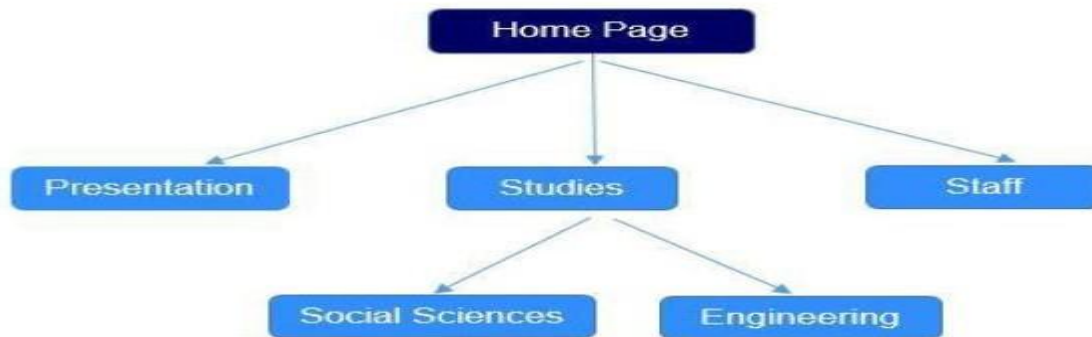 Home Page
Presentation
Studies
Staff
Social Sciences
Engineering